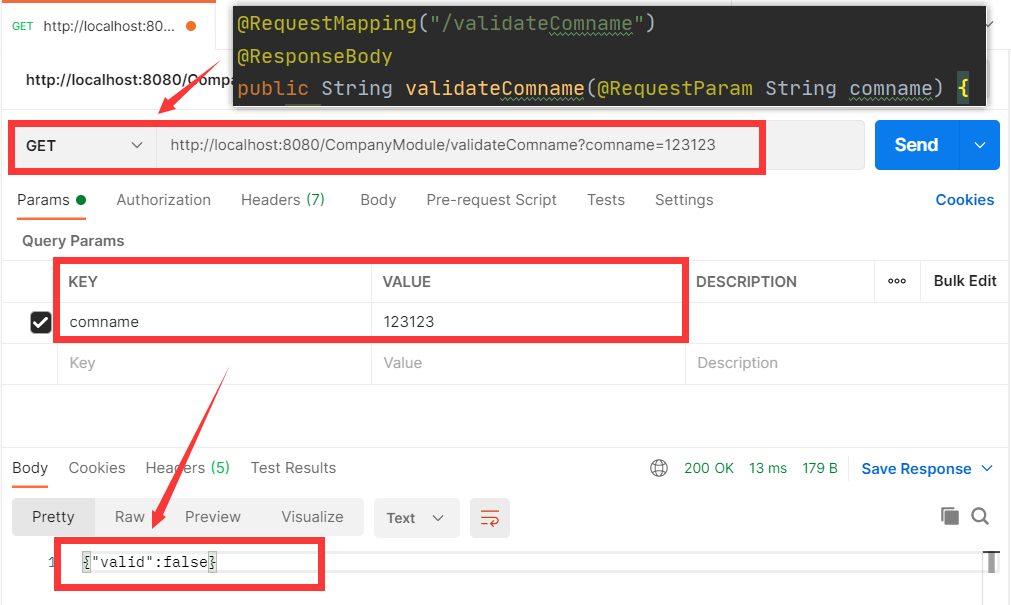 GET http://localhost:80...
@RequestMapping("/validateComname")
@ResponseBody
public String validateComname(@RequestParam String comname) {
http://localhost:8080/Compa
GET http://localhost:8080/CompanyModule/validateComname?comname=123123 Send
Params Authorization Headers (7) Body Pre-request Script Tests Settings Cookies
Query Params
KEY VALUE DESCRIPTION Bulk Edit
comname 123123
Key Value Description
Body Cookies Headers (5) Test Results 200 OK 13 ms 179 B Save Response
Pretty Raw Preview Visualize Text
1 {"valid":false}